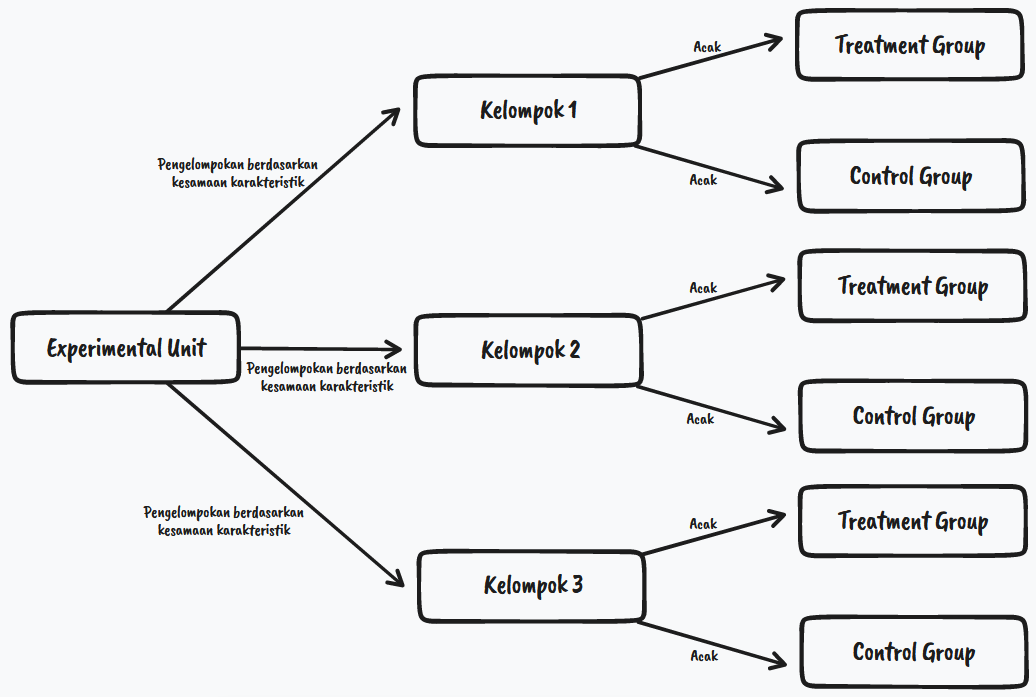 Experimental Unit
Pengelompokan berdasarkan
kesamaan karakteristik
Kelompok 1
Acak
Treatment Group
Acak
Control Group
Pengelompokan berdasarkan
kesamaan karakteristik
Kelompok 2
Acak
Treatment Group
Acak
Control Group
Pengelompokan berdasarkan
kesamaan karakteristik
Kelompok 3
Acak
Treatment Group
Acak
Control Group